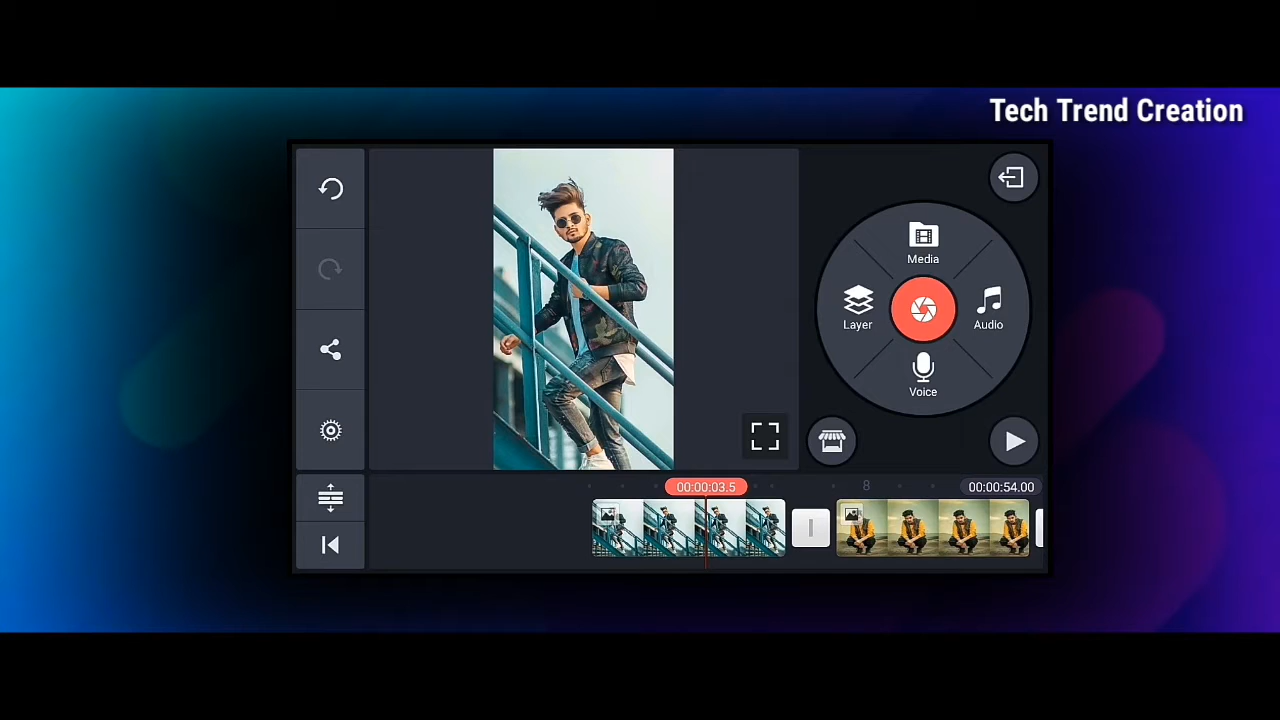 Tech Trend Creation
Media
Layer
Audio
Voice
00:00:03.5
8
00:00:54.00